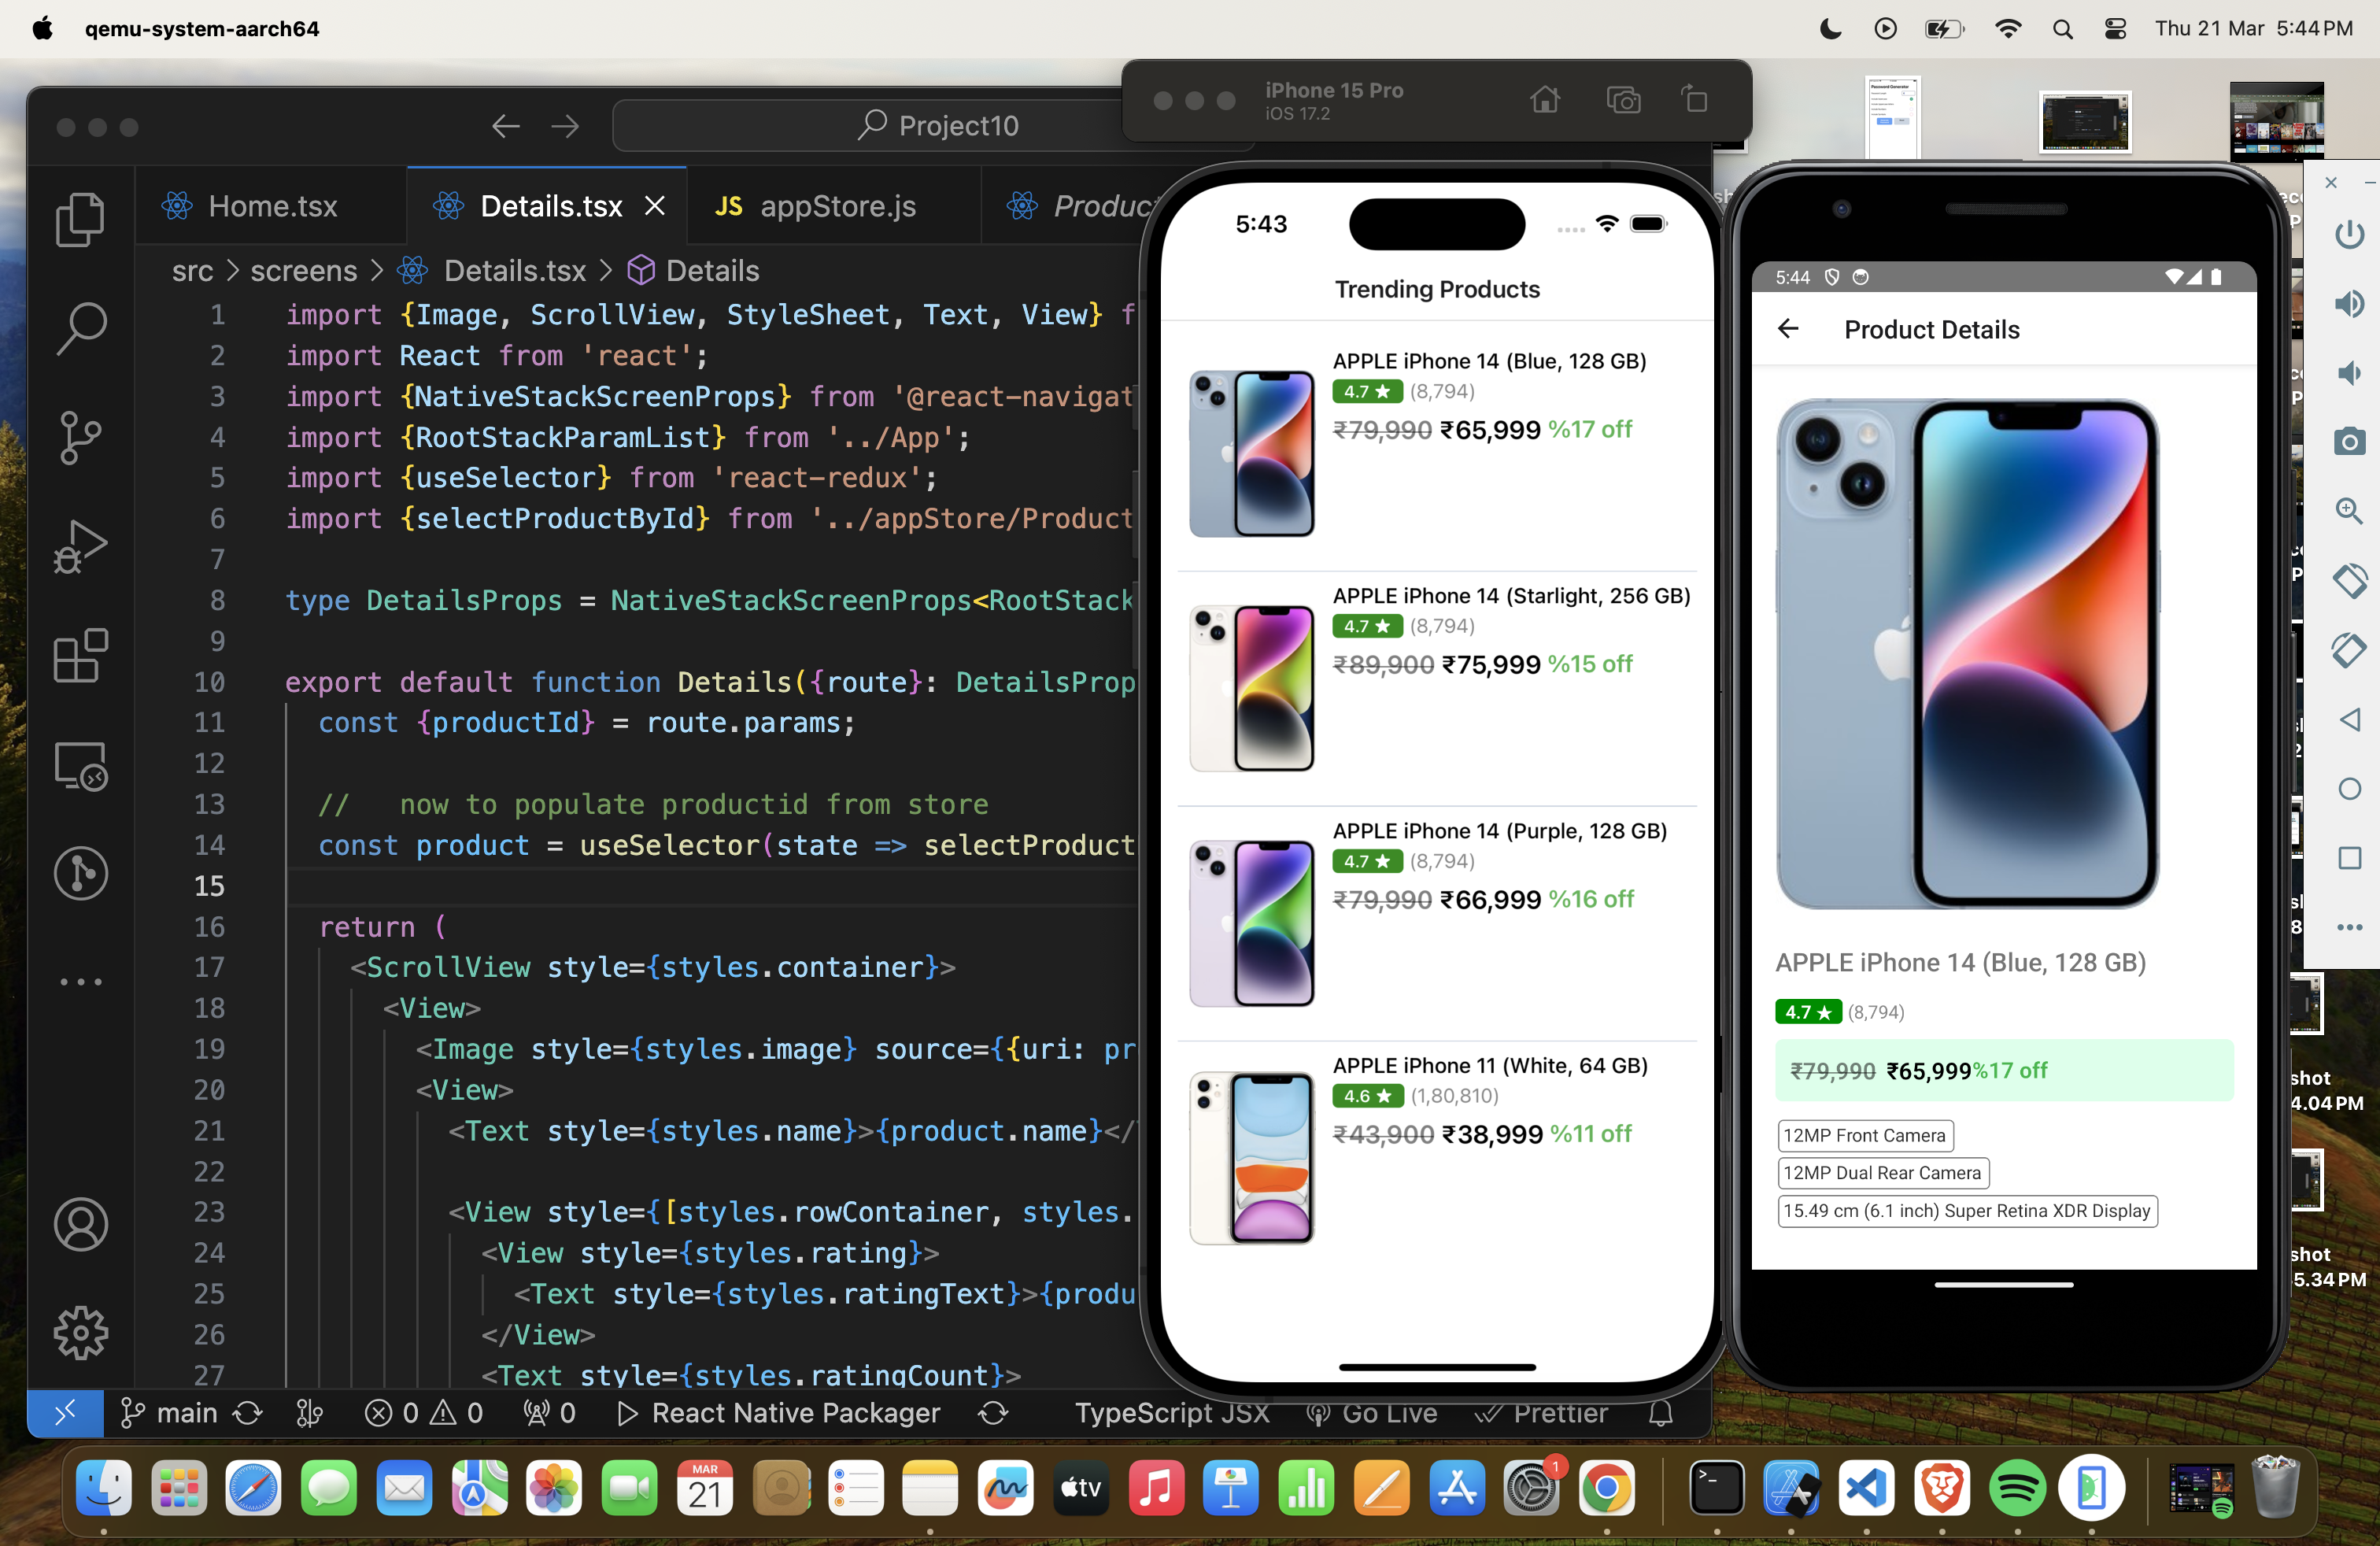 qemu-system-aarch64
Thu 21 Mar 5:44 PM
Project10
Home.tsx
Details.tsx
JS appStore.js
Produc
src > screens > Details.tsx > Details
1 import {Image, ScrollView, StyleSheet, Text, View} f
2 import React from 'react';
3 import {NativeStackScreenProps} from '@react-navigat
4 import {RootStackParamList} from '../App';
5 import {useSelector} from 'react-redux';
6 import {selectProductById} from '../appStore/Product
7
8 type DetailsProps = NativeStackScreenProps<RootStack
9
10 export default function Details({route}: DetailsProp
11 const {productId} = route.params;
12
13 // now to populate productid from store
14 const product = useSelector(state => selectProduct
15
16 return (
17 <ScrollView style={styles.container}>
18 <View>
19 <Image style={styles.image} source={{uri: pr
20 <View>
21 <Text style={styles.name}>{product.name}</
22
23 <View style={[styles.rowContainer, styles.
24 <View style={styles.rating}>
25 <Text style={styles.ratingText}>{produ
26 </View>
27 <Text style={styles.ratingCount}>
main
0 0
0
React Native Packager
TypeScript JSX
Go Live
Prettier
iPhone 15 Pro
iOS 17.2
5:43
Trending Products
APPLE iPhone 14 (Blue, 128 GB)
4.7 ★ (8,794)
₹79,990 ₹65,999 %17 off
APPLE iPhone 14 (Starlight, 256 GB)
4.7 ★ (8,794)
₹89,900 ₹75,999 %15 off
APPLE iPhone 14 (Purple, 128 GB)
4.7 ★ (8,794)
₹79,990 ₹66,999 %16 off
APPLE iPhone 11 (White, 64 GB)
4.6 ★ (1,80,810)
₹43,900 ₹38,999 %11 off
5:44
Product Details
APPLE iPhone 14 (Blue, 128 GB)
4.7 ★ (8,794)
₹79,990 ₹65,999%17 off
12MP Front Camera
12MP Dual Rear Camera
15.49 cm (6.1 inch) Super Retina XDR Display
shot
4.04 PM
shot
5.34 PM
MAR
21
tv
1